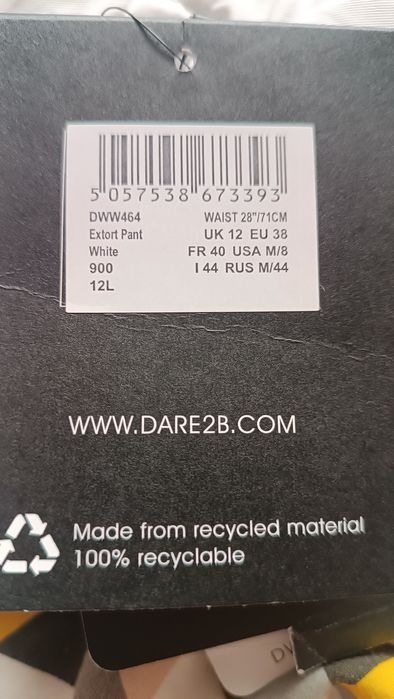 5 057538 673393
DWW464 WAIST 28"/71CM
Extort Pant UK 12 EU 38
White FR 40 USA M/8
900 I 44 RUS M/44
12L
WWW.DARE2B.COM
Made from recycled material
100% recyclable